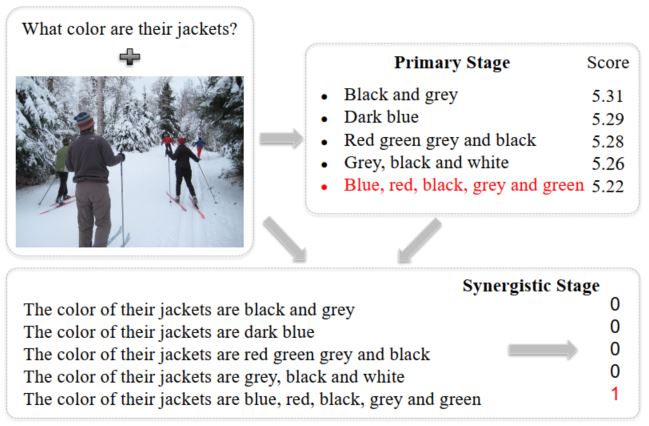 What color are their jackets?
Primary Stage Score
• Black and grey 5.31
• Dark blue 5.29
• Red green grey and black 5.28
• Grey, black and white 5.26
• Blue, red, black, grey and green 5.22
Synergistic Stage
The color of their jackets are black and grey 0
The color of their jackets are dark blue 0
The color of their jackets are red green grey and black 0
The color of their jackets are grey, black and white 0
The color of their jackets are blue, red, black, grey and green 1